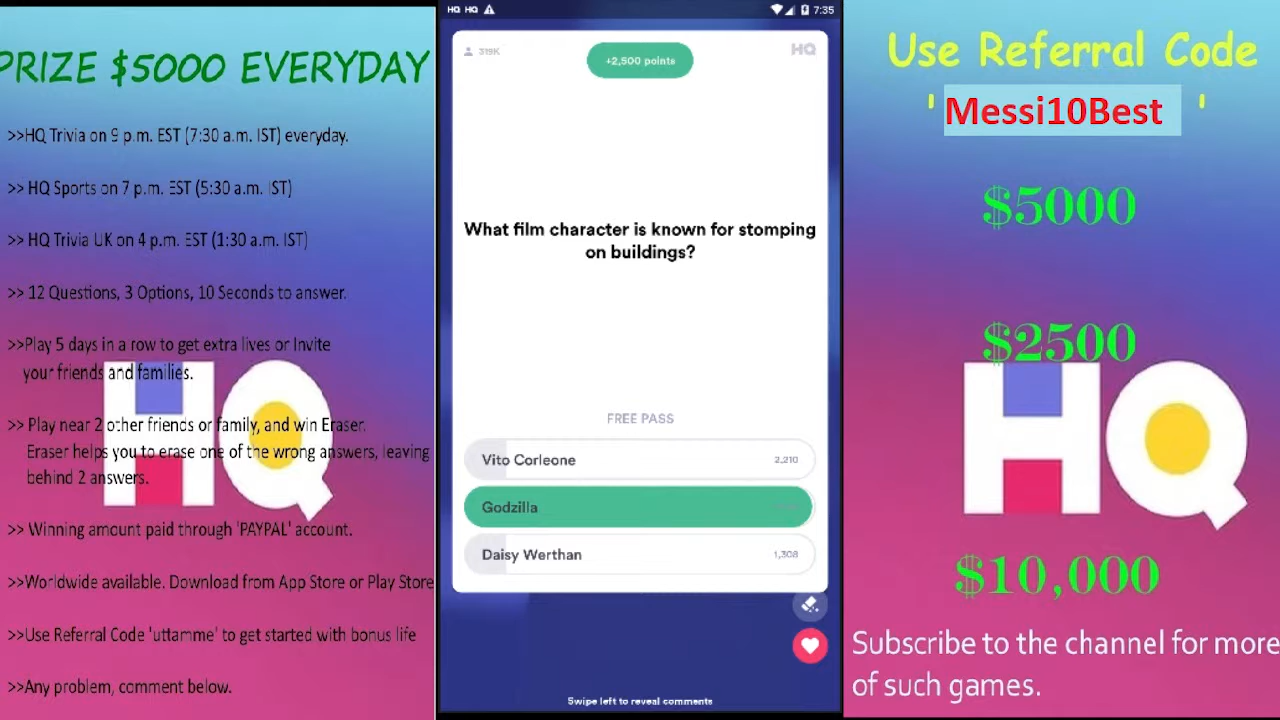 PRIZE $5000 EVERYDAY
>>HQ Trivia on 9 p.m. EST (7:30 a.m. IST) everyday.
>> HQ Sports on 7 p.m. EST (5:30 a.m. IST)
>> HQ Trivia UK on 4 p.m. EST (1:30 a.m. IST)
>> 12 Questions, 3 Options, 10 Seconds to answer.
>>Play 5 days in a row to get extra lives or Invite
your friends and families.
>> Play near 2 other friends or family, and win Eraser.
Eraser helps you to erase one of the wrong answers, leaving
behind 2 answers.
>> Winning amount paid through 'PAYPAL' account.
>>Worldwide available. Download from App Store or Play Store
>>Use Referral Code 'uttamme' to get started with bonus life
>>Any problem, comment below.
HQ
HQ HQ 7:35
319K
+2,500 points
HQ
What film character is known for stomping
on buildings?
FREE PASS
Vito Corleone 2,210
Godzilla
Daisy Werthan 1,308
Swipe left to reveal comments
Use Referral Code
' Messi10Best '
$5000
$2500
HQ
$10,000
Subscribe to the channel for more
of such games.